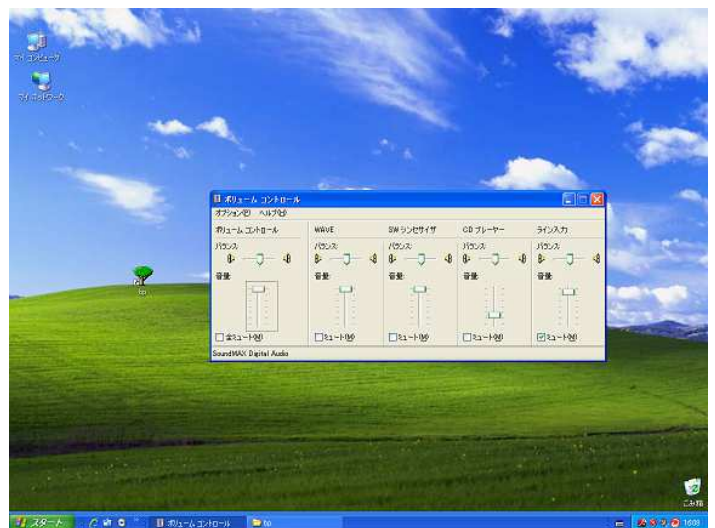 マイ コンピュータ
マイ ネットワーク
tp
ボリューム コントロール
オプション(P) ヘルプ(H)
ボリューム コントロール
WAVE
SW シンセサイザ
CD プレーヤー
ライン入力
バランス
バランス
バランス
バランス
バランス
音量
音量
音量
音量
音量
全ミュート(M)
ミュート(M)
ミュート(M)
ミュート(M)
ミュート(M)
SoundMAX Digital Audio
ごみ箱
スタート
ボリューム コントロール
tp
16:09